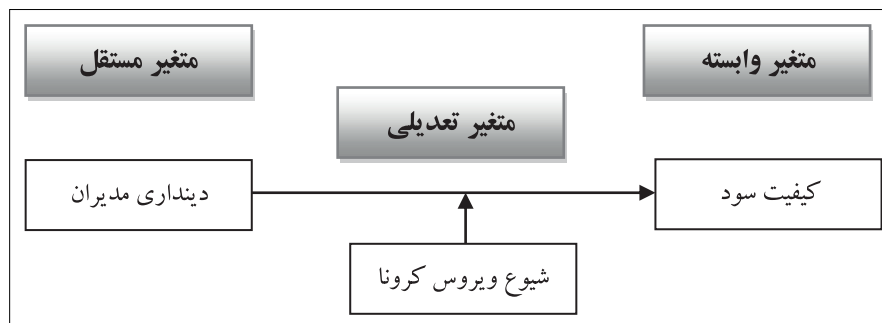 متغیر وابسته
متغیر مستقل
متغیر تعدیلی
کیفیت سود
دینداری مدیران
شیوع ویروس کرونا